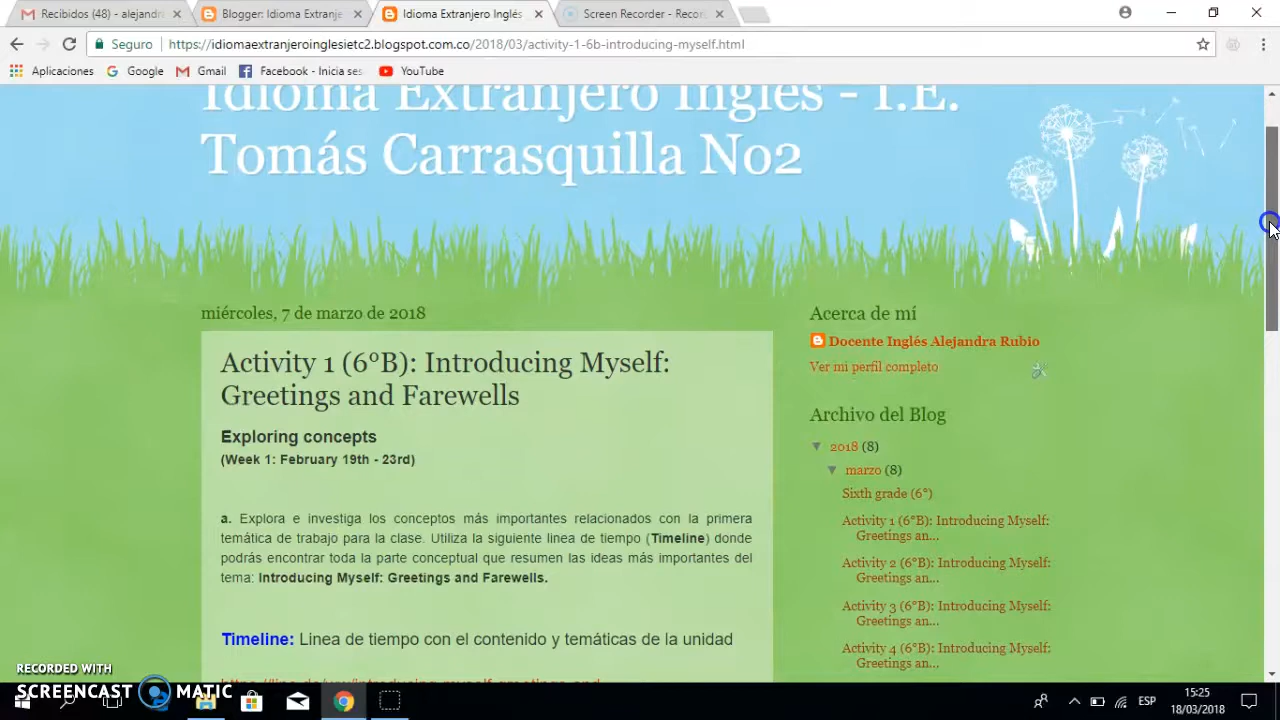 Recibidos (48) - alejandr
Blogger: Idioma Extranje
Idioma Extranjero Inglés
Screen Recorder - Recor
Seguro
https://idiomaextranjeroinglesietc2.blogspot.com.co/2018/03/activity-1-6b-introducing-myself.html
Aplicaciones
Google
Gmail
Facebook - Inicia ses
YouTube
Idioma Extranjero Inglés - I.E.
Tomás Carrasquilla No2
miércoles, 7 de marzo de 2018
Activity 1 (6°B): Introducing Myself:
Greetings and Farewells
Exploring concepts
(Week 1: February 19th - 23rd)
a. Explora e investiga los conceptos más importantes relacionados con la primera
temática de trabajo para la clase. Utiliza la siguiente linea de tiempo (Timeline) donde
podrás encontrar toda la parte conceptual que resumen las ideas más importantes del
tema: Introducing Myself: Greetings and Farewells.
Timeline: Linea de tiempo con el contenido y temáticas de la unidad
Acerca de mí
Docente Inglés Alejandra Rubio
Ver mi perfil completo
Archivo del Blog
▼ 2018 (8)
▼ marzo (8)
Sixth grade (6°)
Activity 1 (6°B): Introducing Myself:
Greetings an...
Activity 2 (6°B): Introducing Myself:
Greetings an...
Activity 3 (6°B): Introducing Myself:
Greetings an...
Activity 4 (6°B): Introducing Myself:
Greetings an...
RECORDED WITH
SCREENCAST MATIC
ESP
15:25
18/03/2018